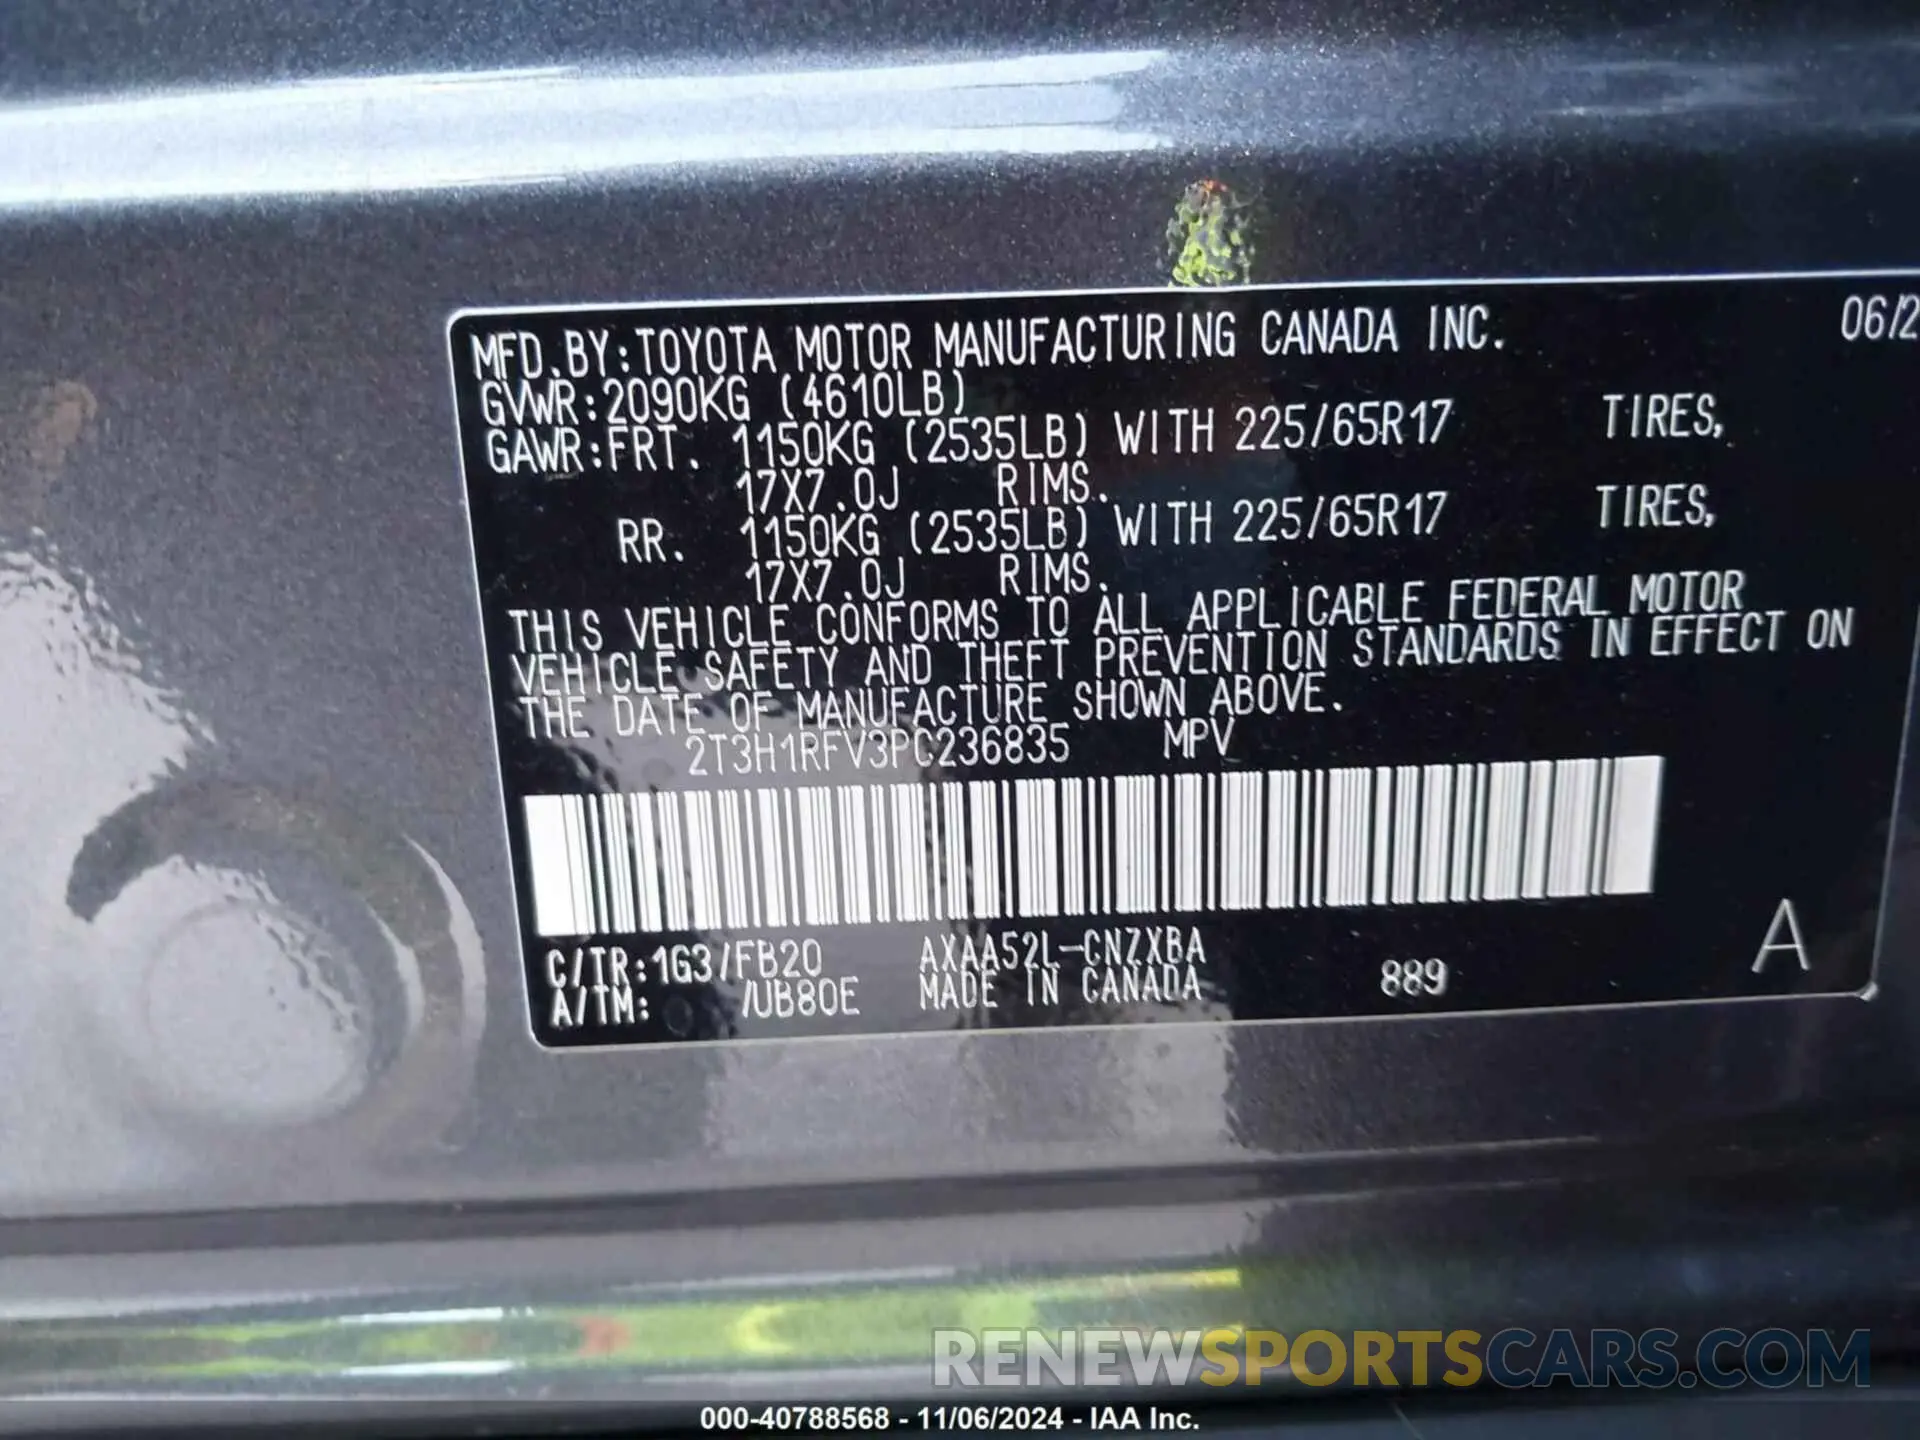 MFD.BY:TOYOTA MOTOR MANUFACTURING CANADA INC. 06/2
GVWR:2090KG (4610LB)
GAWR:FRT. 1150KG (2535LB) WITH 225/65R17 TIRES,
17X7.0J RIMS.
RR. 1150KG (2535LB) WITH 225/65R17 TIRES,
17X7.0J RIMS.
THIS VEHICLE CONFORMS TO ALL APPLICABLE FEDERAL MOTOR
VEHICLE SAFETY AND THEFT PREVENTION STANDARDS IN EFFECT ON
THE DATE OF MANUFACTURE SHOWN ABOVE.
2T3H1RFV3PC236835 MPV
C/TR:1G3/FB20 AXAA52L-CNZXBA
A/TM: /UB80E MADE IN CANADA 889 A
RENEWSPORTSCARS.COM
000-40788568 - 11/06/2024 - IAA Inc.